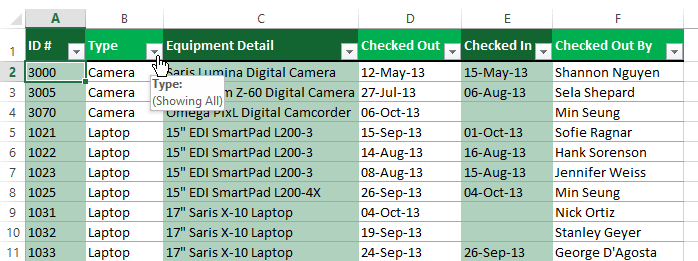 A B C D E F
1 ID # Type Equipment Detail Checked Out Checked In Checked Out By
2 3000 Camera Saris Lumina Digital Camera 12-May-13 15-May-13 Shannon Nguyen
3 3005 Camera Z-60 Digital Camera 27-Jul-13 06-Aug-13 Sela Shepard
4 3070 Camera Omega PixL Digital Camcorder 06-Oct-13 Min Seung
Type:
(Showing All)
5 1021 Laptop 15" EDI SmartPad L200-3 15-Sep-13 01-Oct-13 Sofie Ragnar
6 1022 Laptop 15" EDI SmartPad L200-3 14-Aug-13 16-Aug-13 Hank Sorenson
7 1023 Laptop 15" EDI SmartPad L200-3 08-Aug-13 15-Aug-13 Jennifer Weiss
8 1025 Laptop 15" EDI SmartPad L200-4X 26-Sep-13 04-Oct-13 Min Seung
9 1031 Laptop 17" Saris X-10 Laptop 04-Oct-13 Nick Ortiz
10 1032 Laptop 17" Saris X-10 Laptop 19-Sep-13 Stanley Geyer
11 1033 Laptop 17" Saris X-10 Laptop 24-Sep-13 26-Sep-13 George D'Agosta